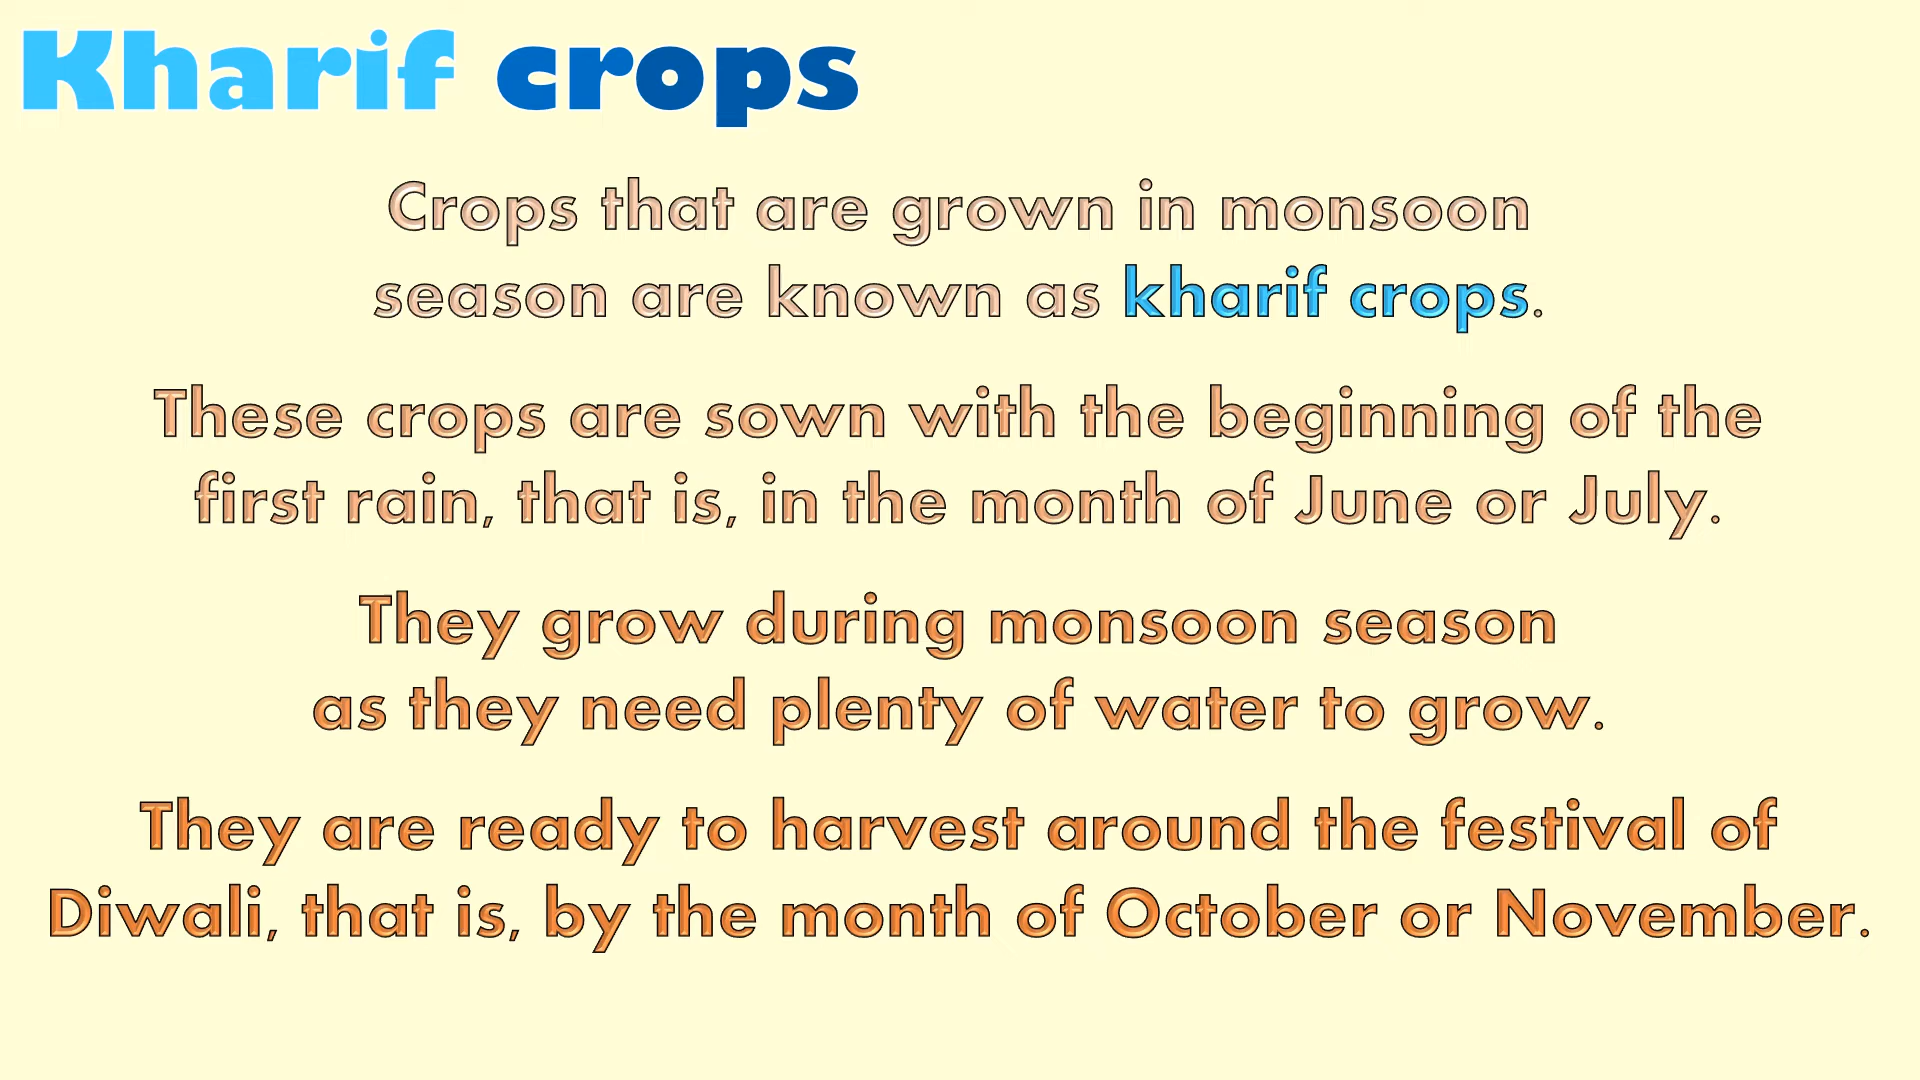 Kharif crops
Crops that are grown in monsoon
season are known as kharif crops.
These crops are sown with the beginning of the
first rain, that is, in the month of June or July.
They grow during monsoon season
as they need plenty of water to grow.
They are ready to harvest around the festival of
Diwali, that is, by the month of October or November.